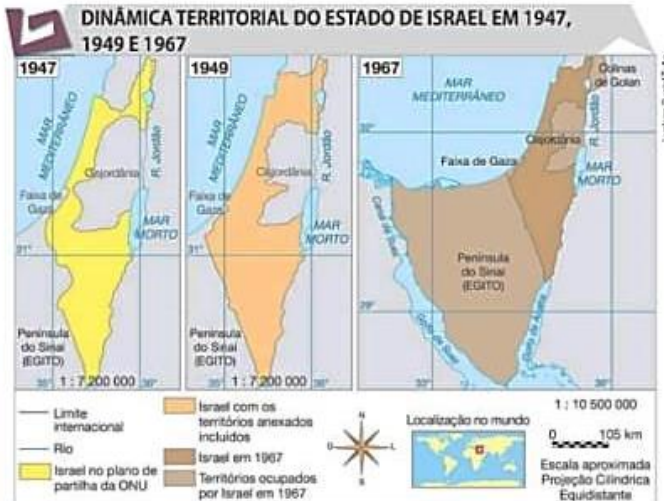 DINÂMICA TERRITORIAL DO ESTADO DE ISRAEL EM 1947,
1949 E 1967
1947
MAR
MEDITERRÂNEO
Cisjordânia
R. Jordão
Faixa de
Gaza
MAR
MORTO
31°
Península
do Sinai
(EGITO)
35°
1 : 7 200 000
36°
1949
MAR
MEDITERRÂNEO
Cisjordânia
R. Jordão
Faixa de
Gaza
MAR
MORTO
31°
Península
do Sinai
(EGITO)
35°
1 : 7 200 000
36°
1967
MAR
MEDITERRÂNEO
Colinas
de Golan
Cisjordânia
Faixa de Gaza
R. Jordão
MAR
MORTO
Canal de Suez
Península
do Sinai
(EGITO)
Golfo de Suez
Golfo de Ácaba
29°
33°
Limite
internacional
Rio
Israel no plano de
partilha da ONU
Israel com os
territórios anexados
incluídos
Israel em 1967
Territórios ocupados
por Israel em 1967
N
O
L
S
Localização no mundo
1 : 10 500 000
0 105 km
Escala aproximada
Projeção Cilíndrica
Equidistante